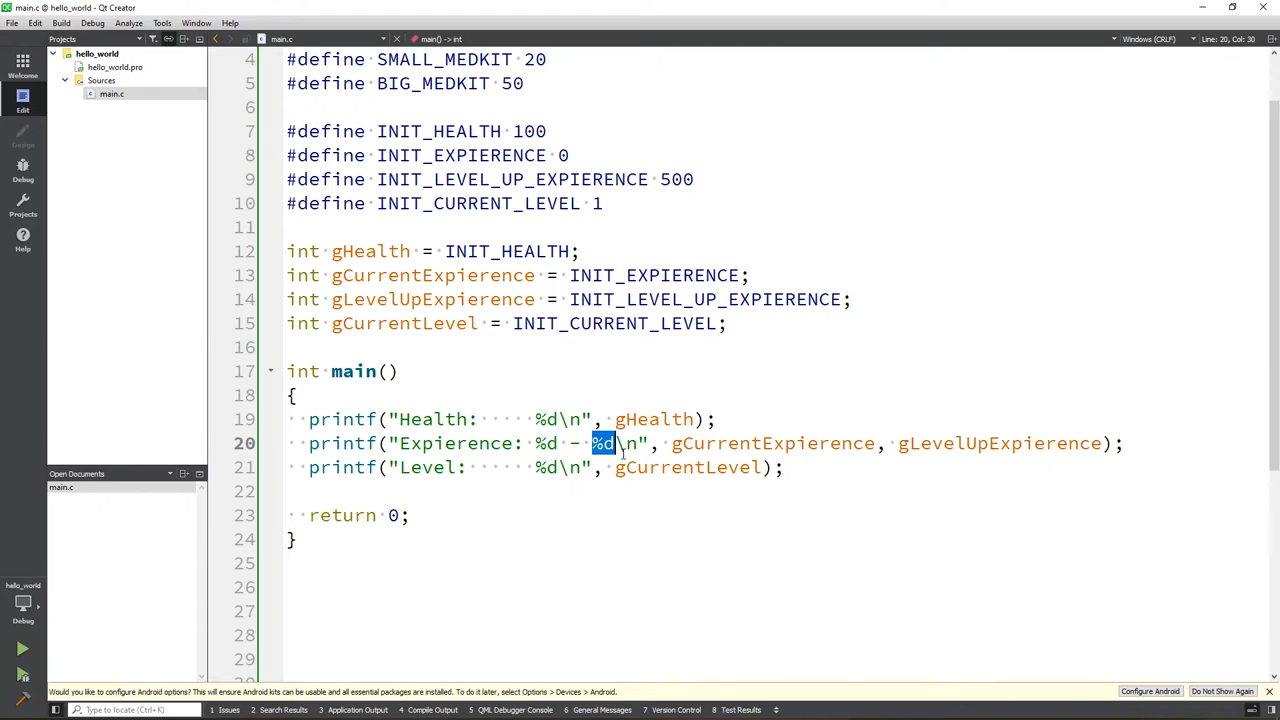 main.c @ hello_world - Qt Creator
File Edit Build Debug Analyze Tools Window Help
Projects main.c main() -> int Windows (CRLF) Line: 20, Col: 30
hello_world
hello_world.pro
Sources
main.c
Welcome
Edit
Design
Debug
Projects
Help
4 #define SMALL_MEDKIT 20
5 #define BIG_MEDKIT 50
6
7 #define INIT_HEALTH 100
8 #define INIT_EXPIERENCE 0
9 #define INIT_LEVEL_UP_EXPIERENCE 500
10 #define INIT_CURRENT_LEVEL 1
11
12 int gHealth = INIT_HEALTH;
13 int gCurrentExpierence = INIT_EXPIERENCE;
14 int gLevelUpExpierence = INIT_LEVEL_UP_EXPIERENCE;
15 int gCurrentLevel = INIT_CURRENT_LEVEL;
16
17 int main()
18 {
19 printf("Health:     %d\n", gHealth);
20 printf("Expierence: %d - %d\n", gCurrentExpierence, gLevelUpExpierence);
21 printf("Level:      %d\n", gCurrentLevel);
22
23 return 0;
24 }
25
26
27
28
29
Open Documents
main.c
hello_world
Debug
Would you like to configure Android options? This will ensure Android kits can be usable and all essential packages are installed. To do it later, select Options > Devices > Android. Configure Android Do Not Show Again
Type to locate (Ctrl+K) 1 Issues 2 Search Results 3 Application Output 4 Compile Output 5 QML Debugger Console 6 General Messages 7 Version Control 8 Test Results